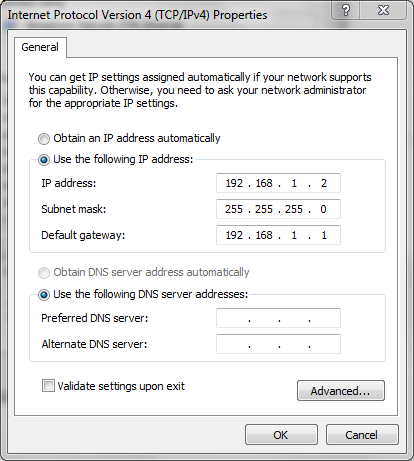 Internet Protocol Version 4 (TCP/IPv4) Properties
General
You can get IP settings assigned automatically if your network supports
this capability. Otherwise, you need to ask your network administrator
for the appropriate IP settings.
Obtain an IP address automatically
Use the following IP address:
IP address: 192 . 168 . 1 . 2
Subnet mask: 255 . 255 . 255 . 0
Default gateway: 192 . 168 . 1 . 1
Obtain DNS server address automatically
Use the following DNS server addresses:
Preferred DNS server: . . .
Alternate DNS server: . . .
Validate settings upon exit
Advanced...
OK Cancel